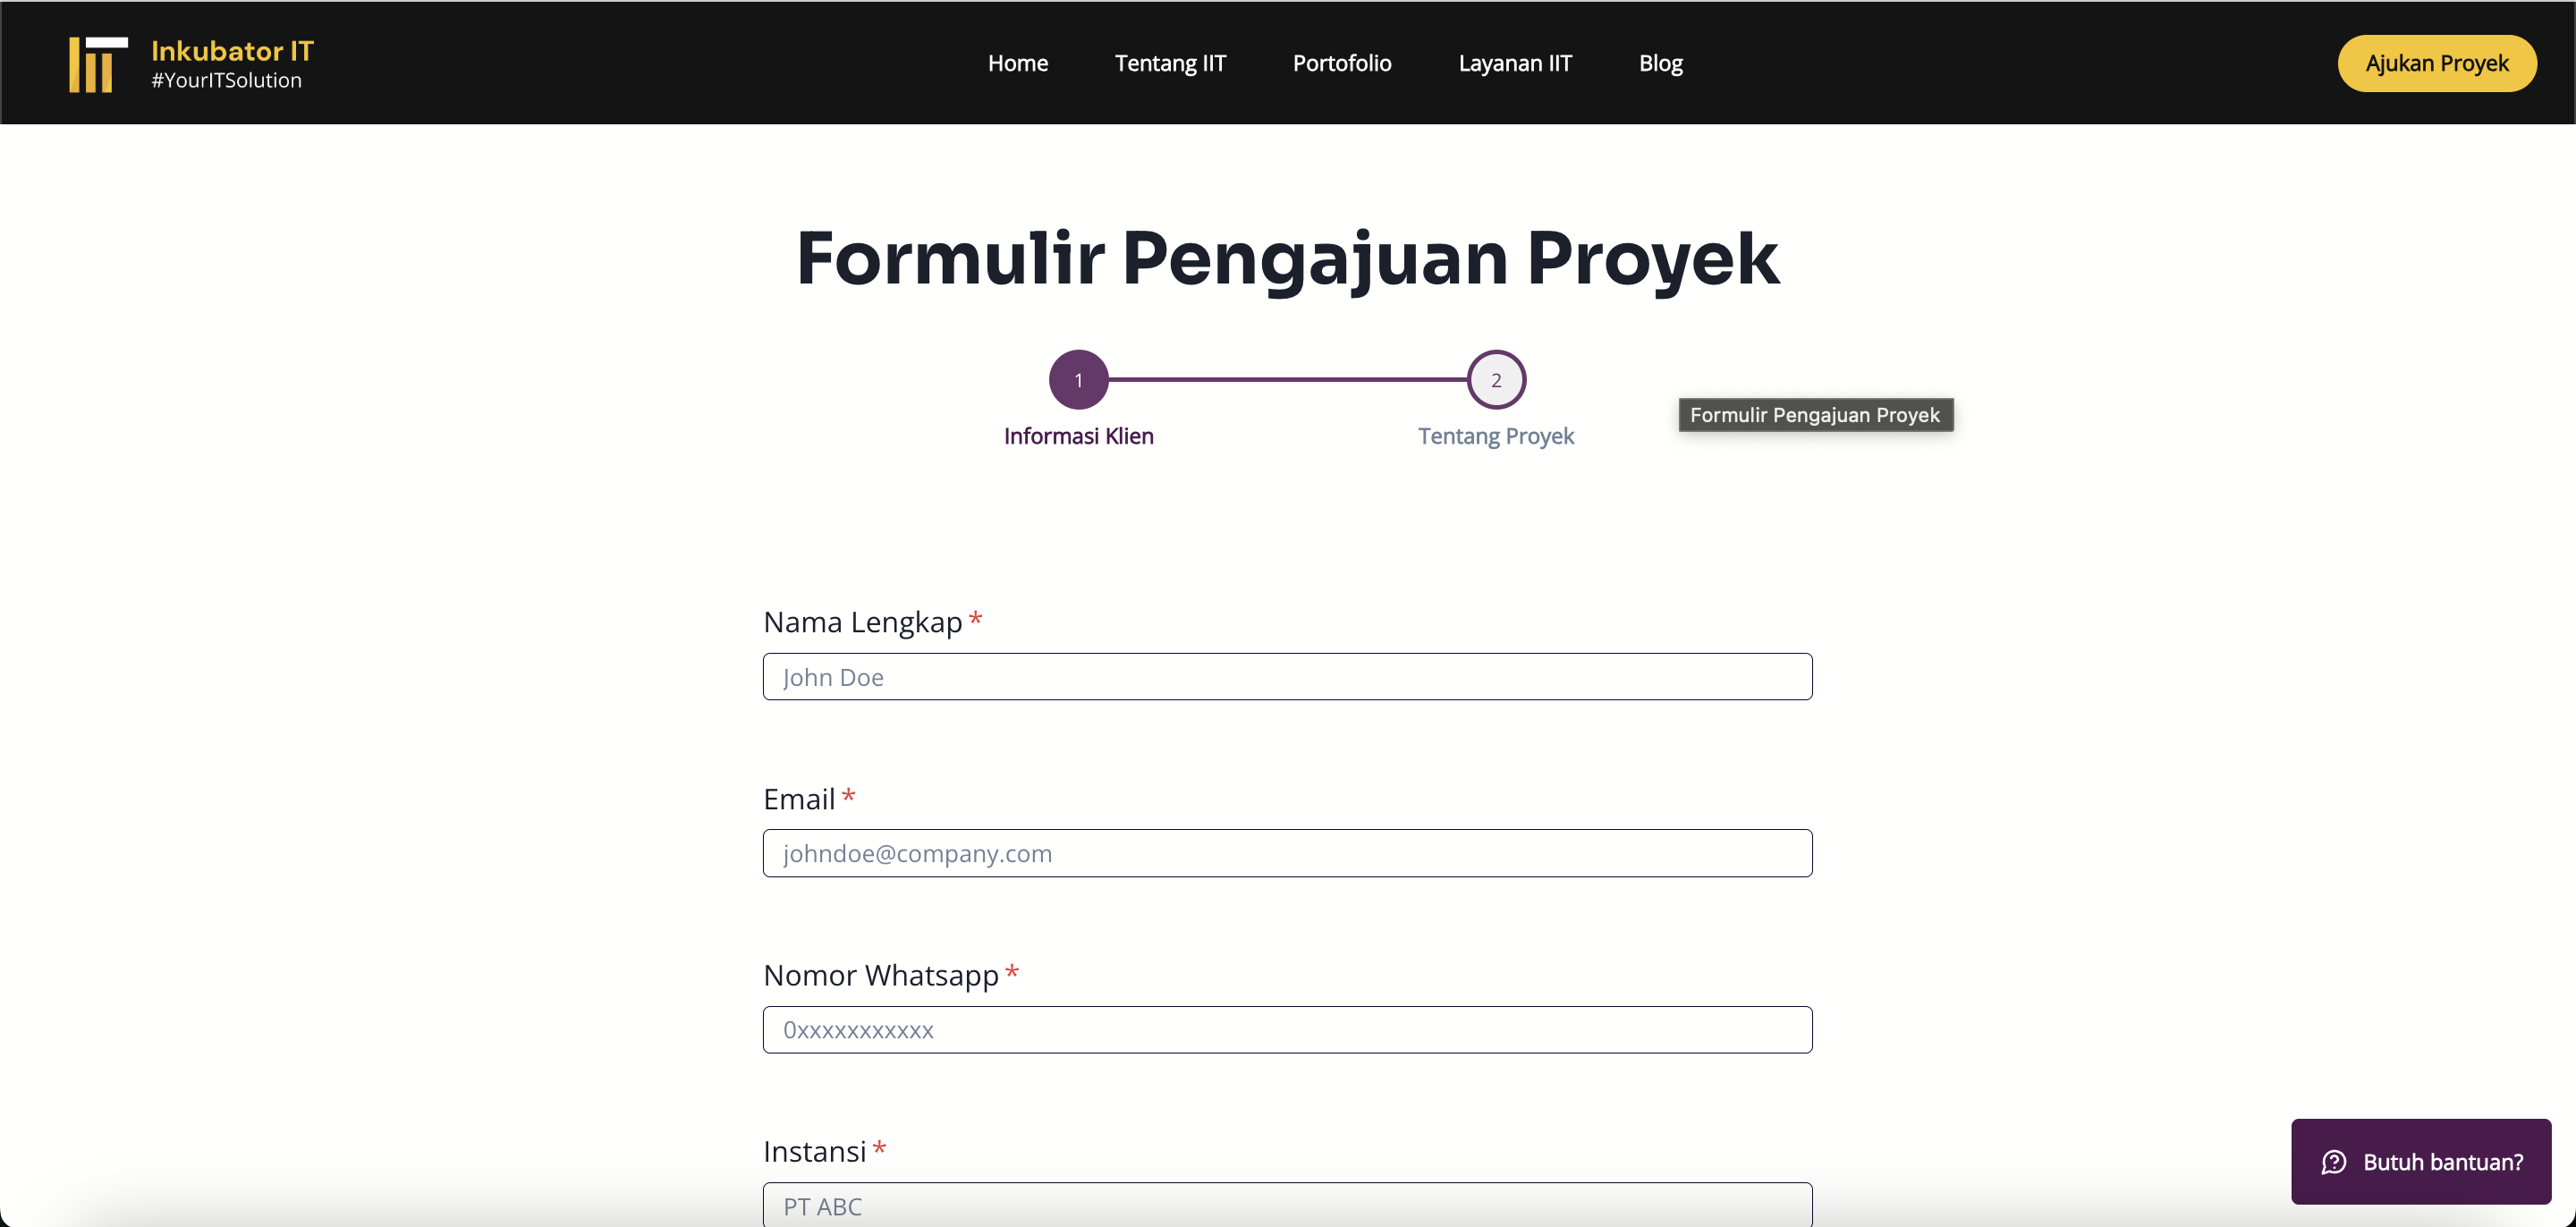 Inkubator IT
#YourITSolution
Home
Tentang IIT
Portofolio
Layanan IIT
Blog
Ajukan Proyek
Formulir Pengajuan Proyek
1
2
Informasi Klien
Tentang Proyek
Formulir Pengajuan Proyek
Nama Lengkap *
John Doe
Email *
johndoe@company.com
Nomor Whatsapp *
0xxxxxxxxxxx
Instansi *
PT ABC
Butuh bantuan?